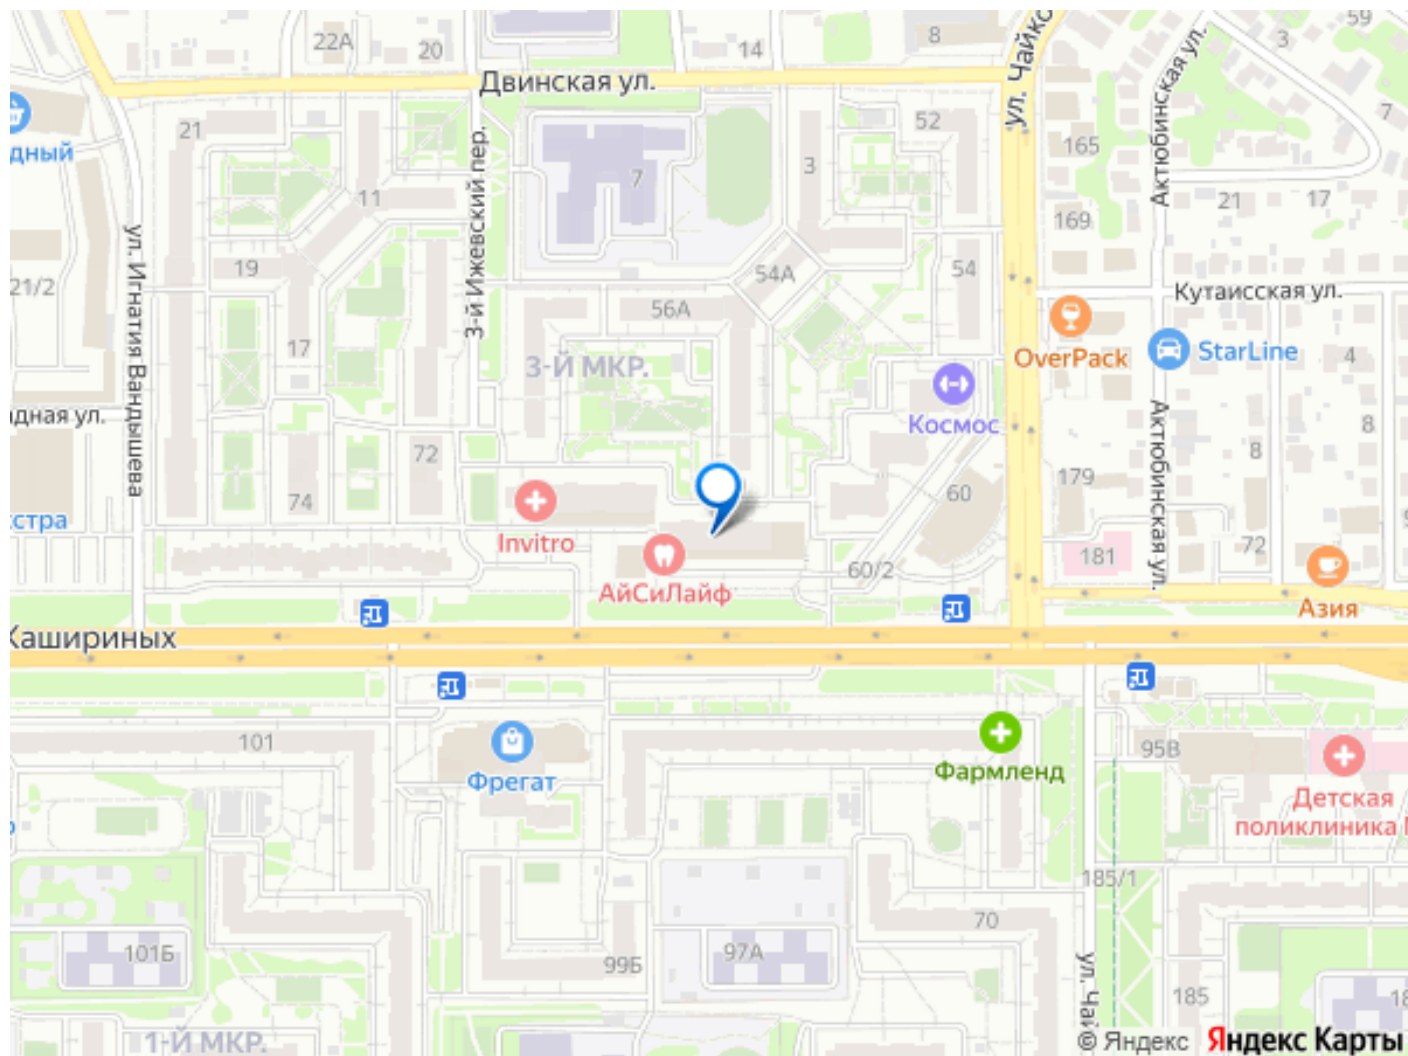 22А
20
14
8
3
59
7
Двинская ул.
ул. Чайко
Актюбинская ул.
дный
21
52
165
3-й Ижевский пер.
7
3
11
21
17
169
ул. Игнатия Вандышева
19
54А
54
21/2
Кутаисская ул.
56А
17
OverPack
StarLine
4
3-Й МКР.
дная ул.
Космос
Актюбинская ул.
8
8
72
179
74
60
стра
Invitro
72
181
60/2
АйСиЛайф
Азия
Кашириных
101
95В
Фрегат
Фармленд
Детская
поликлиника
185/1
70
101Б
97А
99Б
ул. Чай
185
18
1-Й МКР.
© Яндекс Яндекс Карты